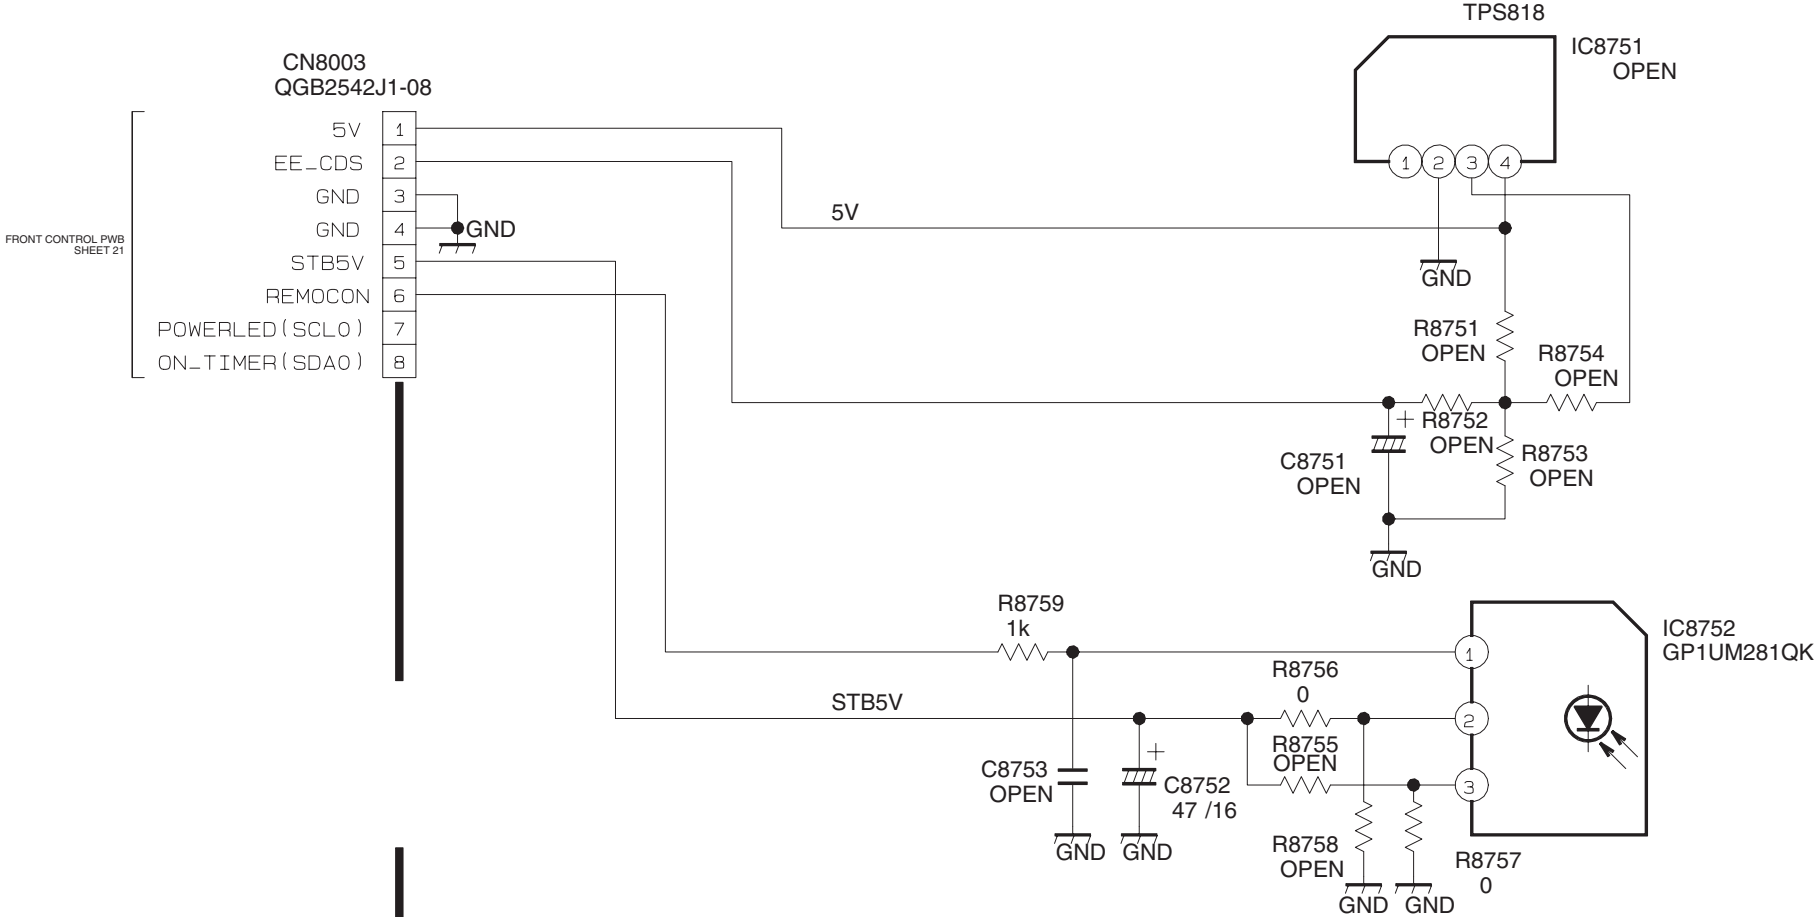 TPS818
IC8751
OPEN
1 2 3 4
CN8003
QGB2542J1-08
5V 1
EE_CDS 2
GND 3
GND 4
STB5V 5
REMOCON 6
POWERLED(SCL0) 7
ON_TIMER(SDA0) 8
FRONT CONTROL PWB
SHEET 21
GND
5V
GND
R8751
OPEN
R8754
OPEN
+
R8752
OPEN
R8753
OPEN
C8751
OPEN
GND
R8759
1k
IC8752
GP1UM281QK
1
2
3
R8756
0
STB5V
R8755
OPEN
C8753
OPEN
+
C8752
47 /16
GND
GND
R8758
OPEN
R8757
0
GND
GND